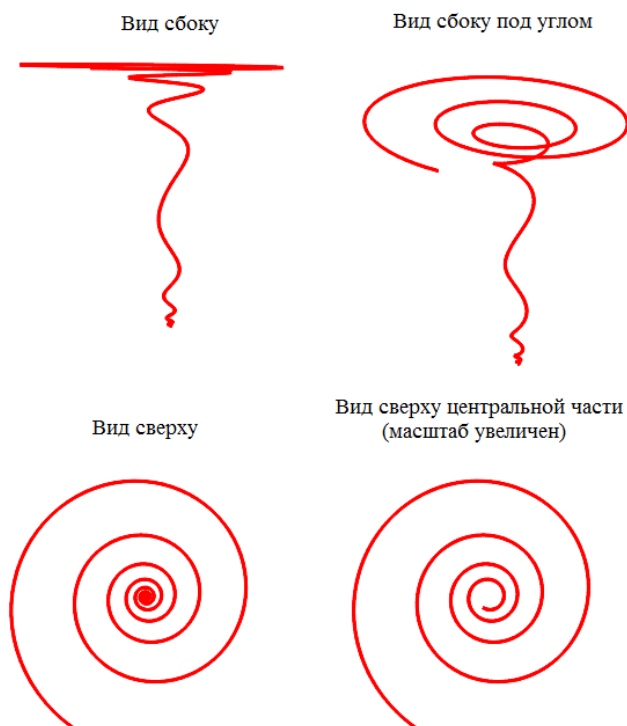 Вид сбоку
Вид сбоку под углом
Вид сверху
Вид сверху центральной части
(масштаб увеличен)